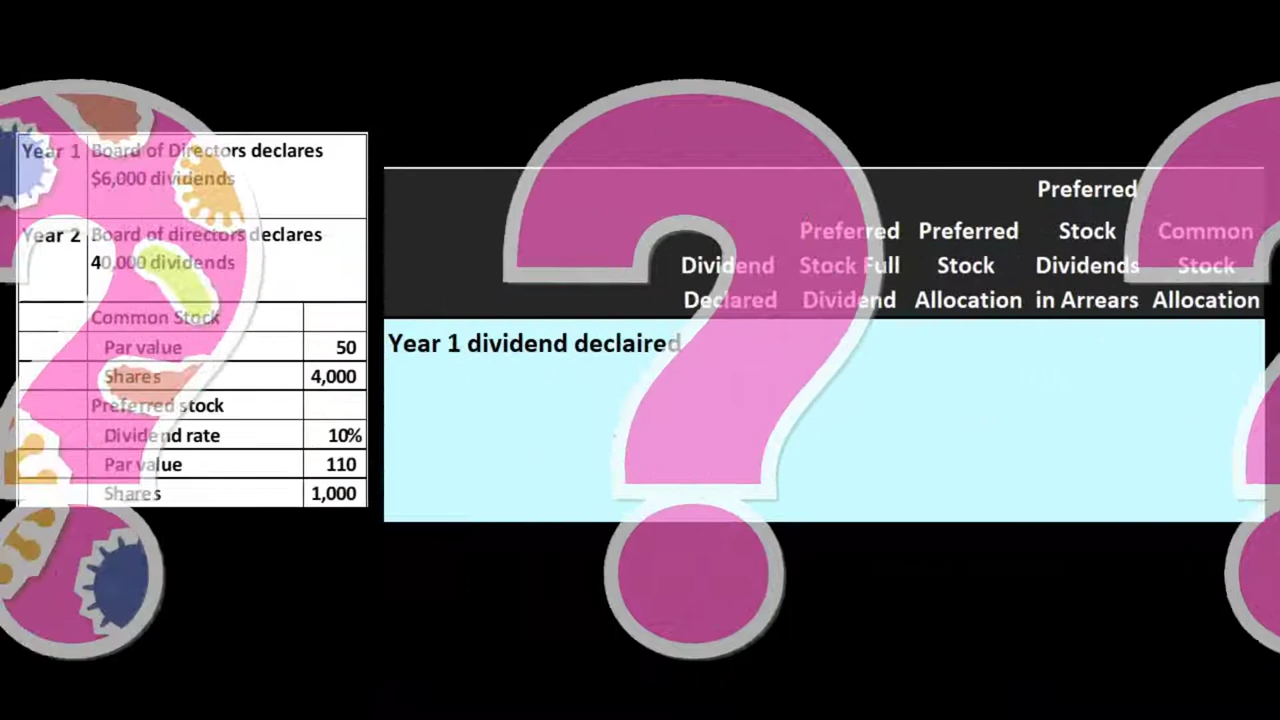 Year 1 Board of Directors declares
$6,000 dividends
Year 2 Board of directors declares
40,000 dividends
Common Stock
Par value 50
Shares 4,000
Preferred stock
Dividend rate 10%
Par value 110
Shares 1,000
Preferred
Preferred Preferred Stock Common
Dividend Stock Full Stock Dividends Stock
Declared Dividend Allocation in Arrears Allocation
Year 1 dividend declaired